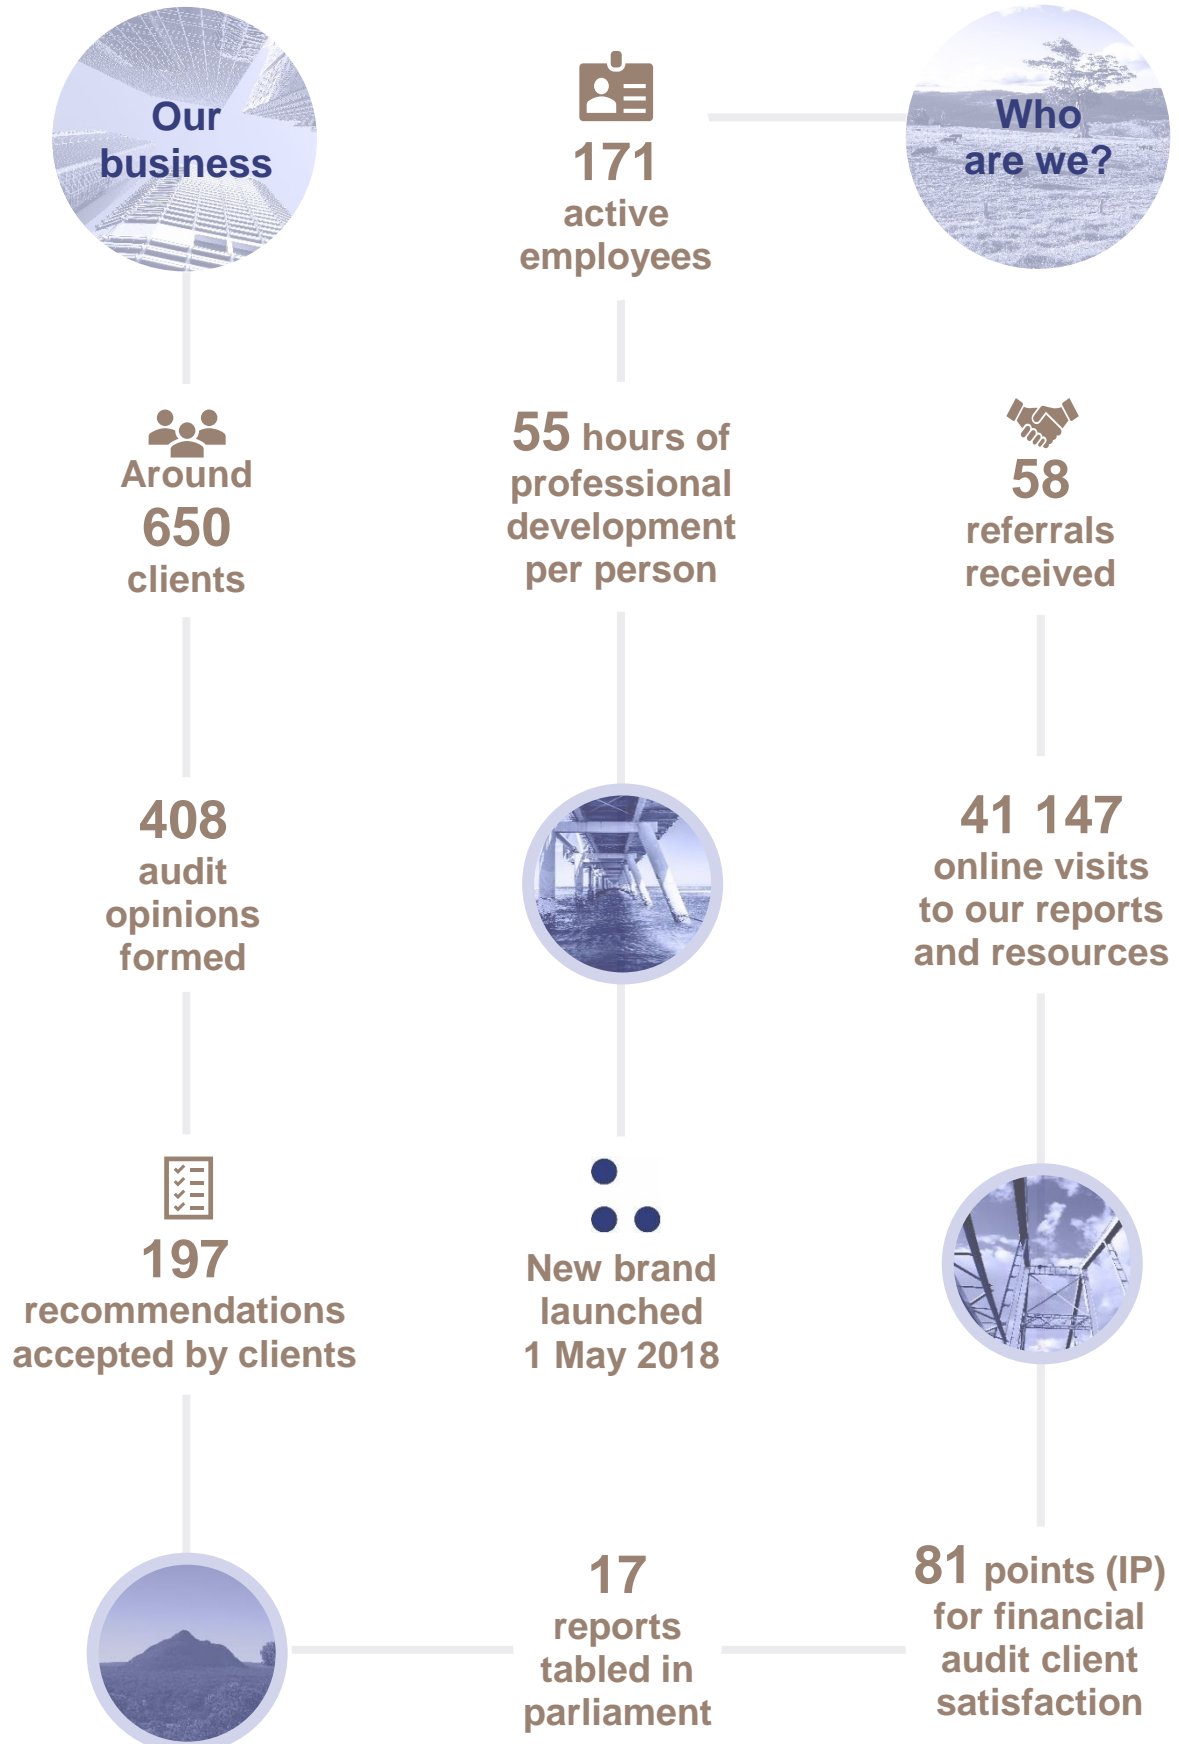 Our
business
Around
650
clients
408
audit
opinions
formed
197
recommendations
accepted by clients
17
reports
tabled in
parliament
81 points (IP)
for financial
audit client
satisfaction
41 147
online visits
to our reports
and resources
58
referrals
received
Who
are we?
171
active
employees
55 hours of
professional
development
per person
New brand
launched
1 May 2018